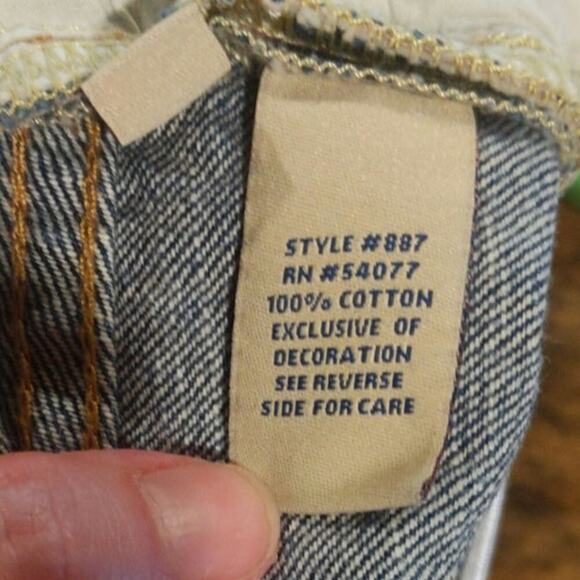 STYLE #887
RN #54077
100% COTTON
EXCLUSIVE OF
DECORATION
SEE REVERSE
SIDE FOR CARE